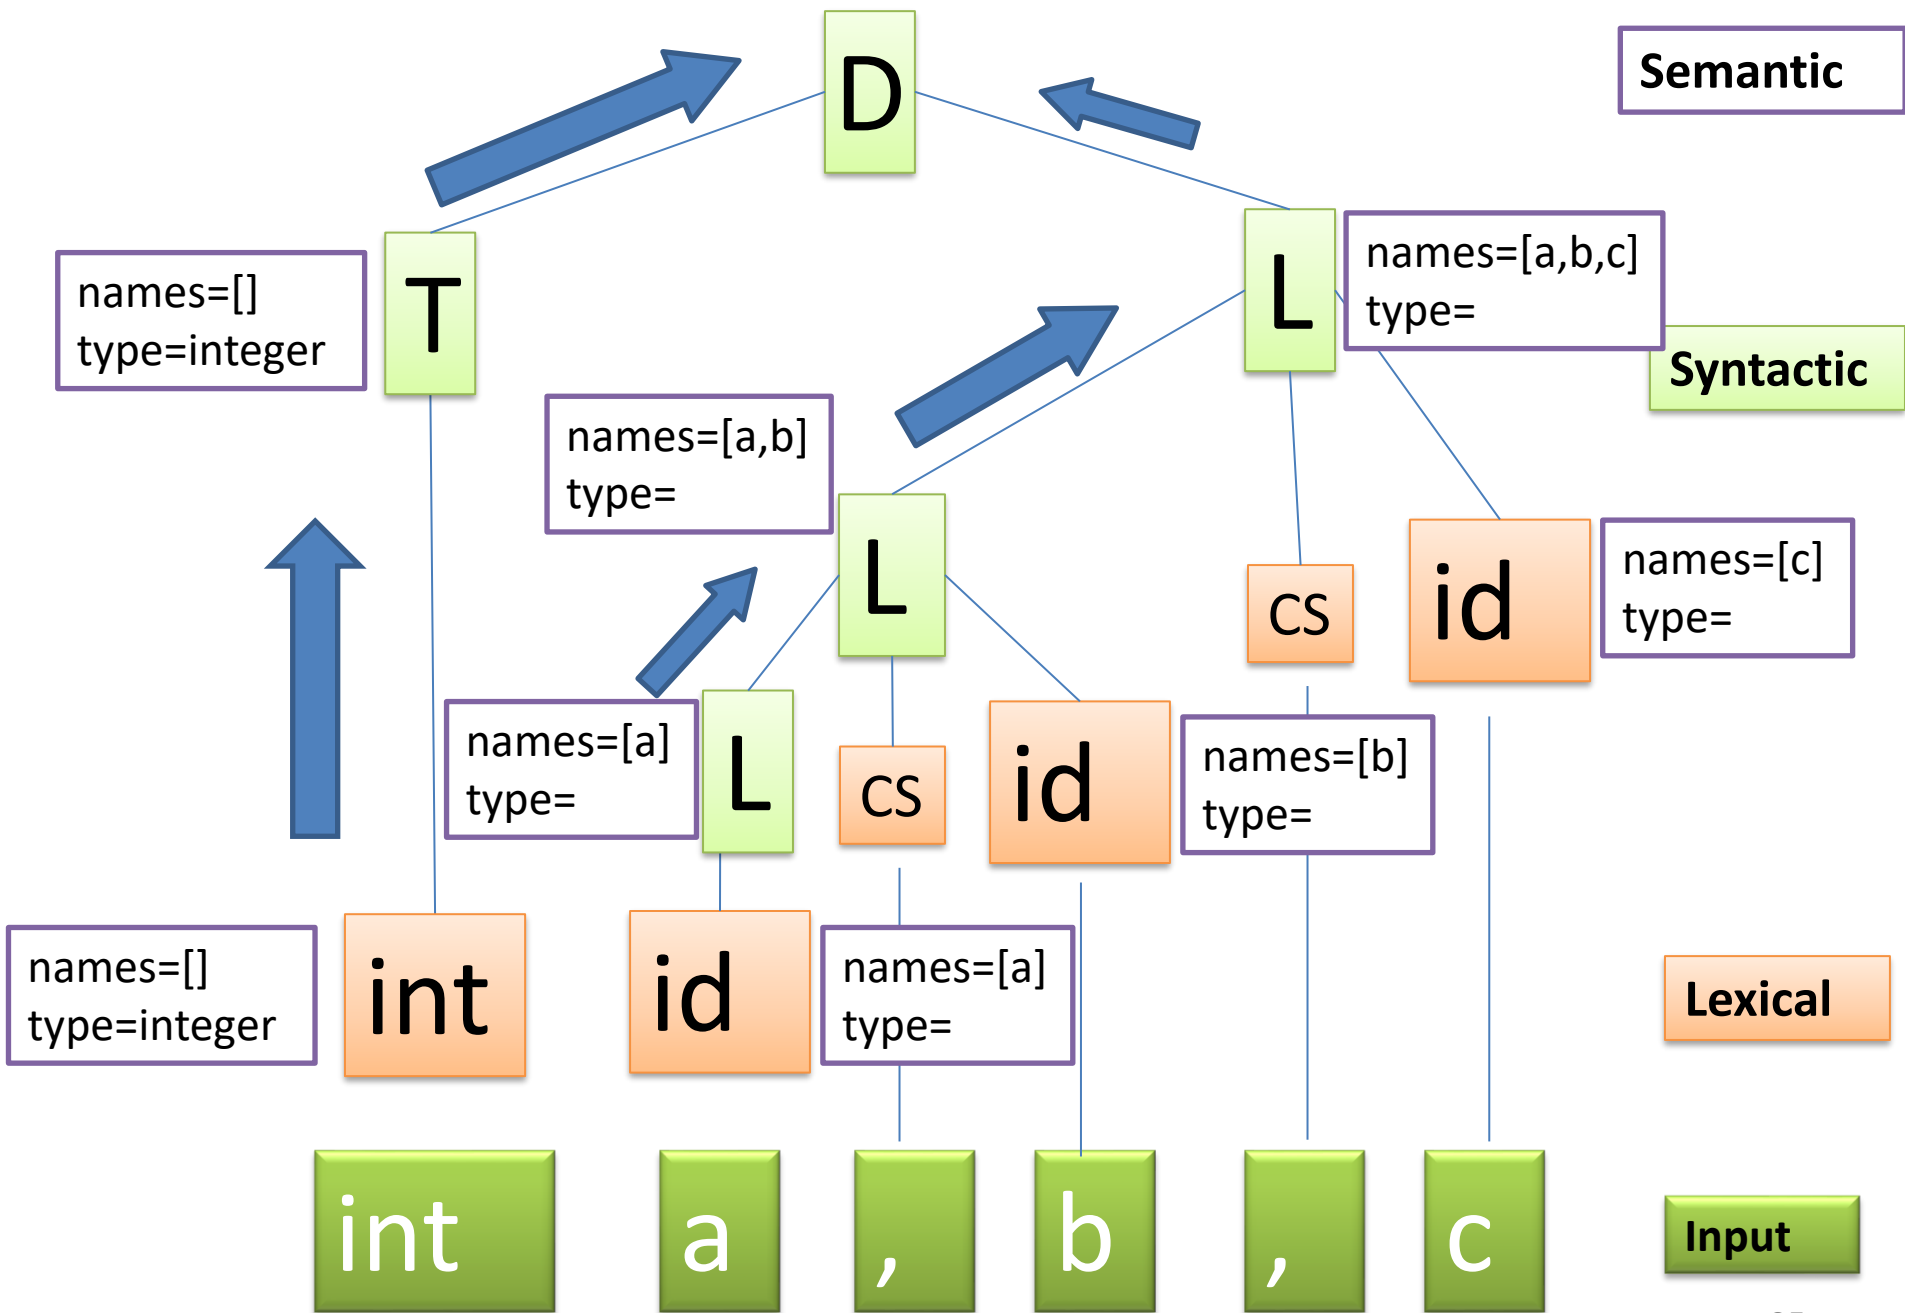 D
Semantic
names=[]
type=integer
T
L
names=[a,b,c]
type=
Syntactic
names=[a,b]
type=
L
cs
id
names=[c]
type=
names=[a]
type=
L
cs
id
names=[b]
type=
names=[]
type=integer
int
id
names=[a]
type=
Lexical
int
a
,
b
,
c
Input